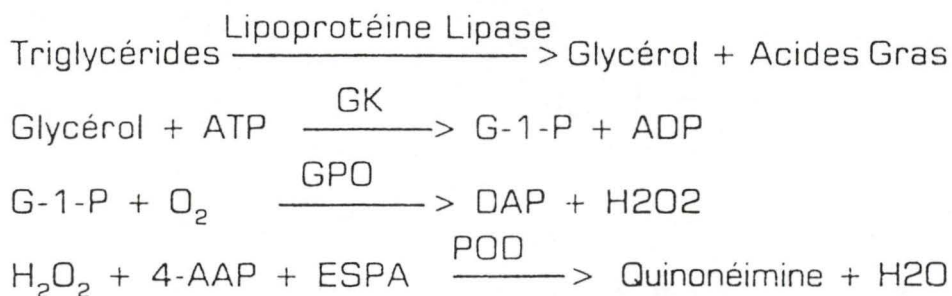 Lipoprotéine Lipase
Triglycérides > Glycérol + Acides Gras
GK
Glycérol + ATP > G-1-P + ADP
GPO
G-1-P + O₂ > DAP + H2O2
POD
H₂O₂ + 4-AAP + ESPA > Quinonéimine + H2O